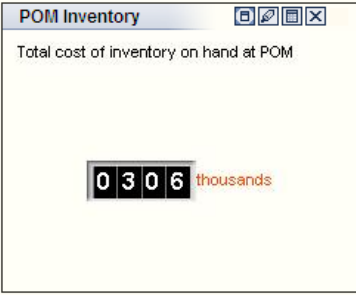 POM Inventory
Total cost of inventory on hand at POM
0306 thousands